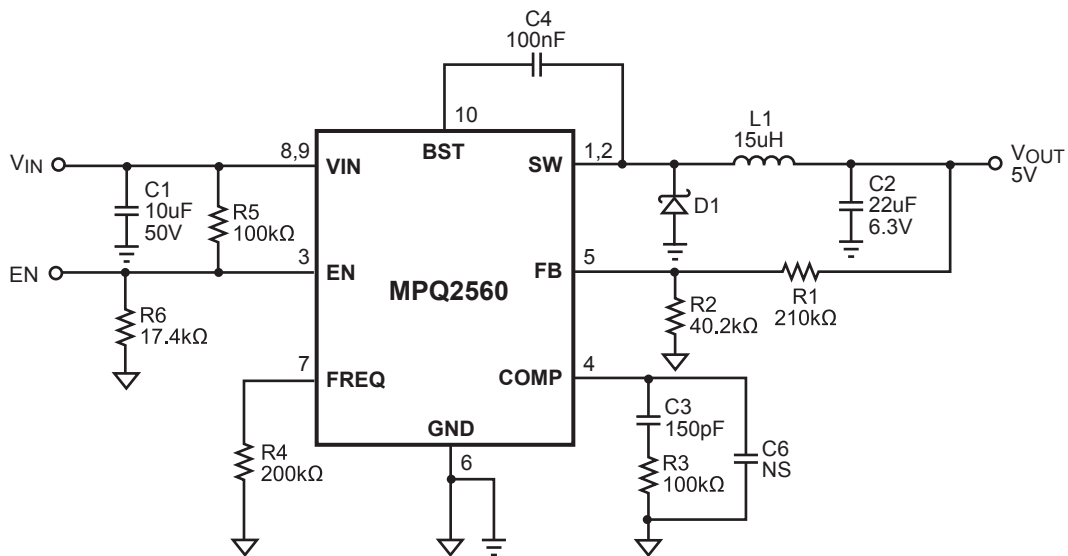 C4
100nF
10
L1
15uH
8,9
BST
1,2
VIN
VIN
SW
VOUT
5V
C1
10uF
50V
R5
100kΩ
D1
C2
22uF
6.3V
EN
3
EN
FB
5
MPQ2560
R1
210kΩ
R2
40.2kΩ
R6
17.4kΩ
7
FREQ
COMP
4
GND
C3
150pF
R4
200kΩ
6
R3
100kΩ
C6
NS